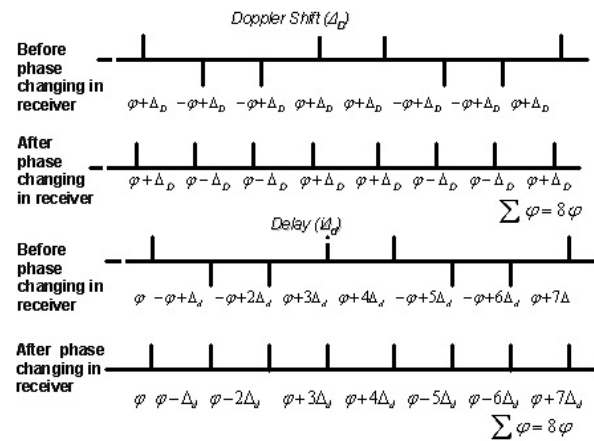 Doppler Shift (Δ_D)
Before
phase
changing in
receiver
φ+Δ_D −φ+Δ_D −φ+Δ_D φ+Δ_D φ+Δ_D −φ+Δ_D −φ+Δ_D φ+Δ_D
After
phase
changing
in receiver
φ+Δ_D φ−Δ_D φ−Δ_D φ+Δ_D φ+Δ_D φ−Δ_D φ−Δ_D φ+Δ_D
∑ φ = 8φ
Delay (iΔ_d)
Before
phase
changing in
receiver
φ −φ+Δ_d −φ+2Δ_d φ+3Δ_d φ+4Δ_d −φ+5Δ_d −φ+6Δ_d φ+7Δ
After phase
changing in
receiver
φ φ−Δ_d φ−2Δ_d φ+3Δ_d φ+4Δ_d φ−5Δ_d φ−6Δ_d φ+7Δ_d
∑ φ = 8φ